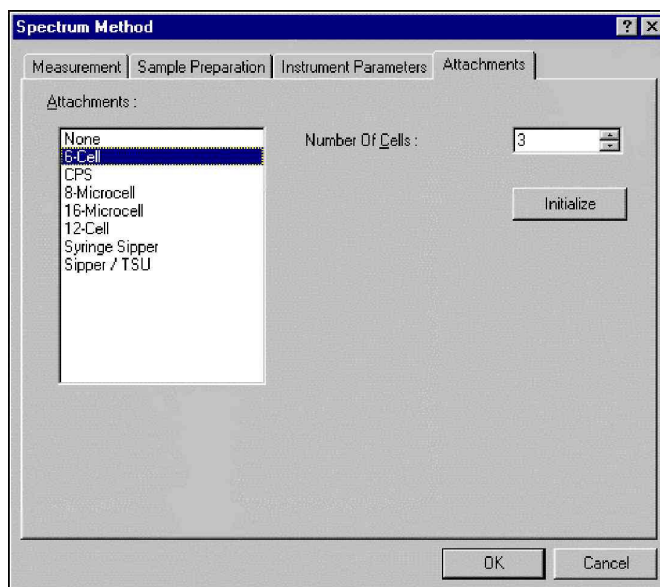 Spectrum Method
Measurement Sample Preparation Instrument Parameters Attachments
Attachments :
None
6-Cell
CPS
8-Microcell
16-Microcell
12-Cell
Syringe Sipper
Sipper / TSU
Number Of Cells : 3
Initialize
OK Cancel